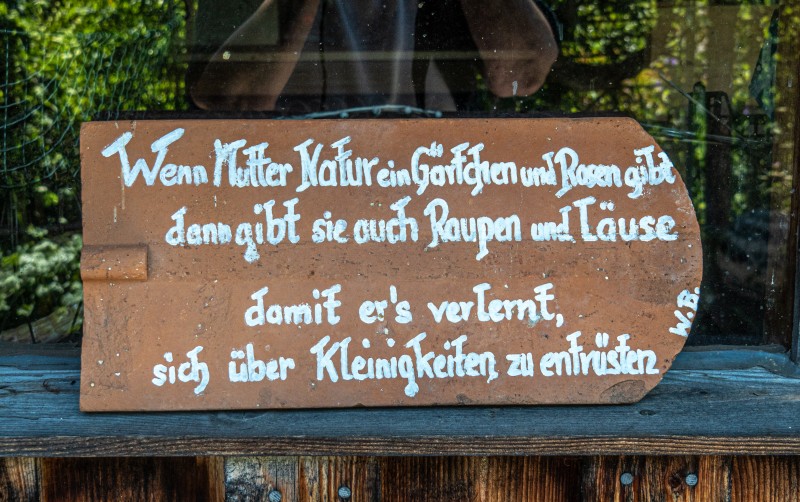 Wenn Mutter Natur ein Gärtchen und Rosen gibt
dann gibt sie auch Raupen und Läuse
damit er's verlernt,
sich über Kleinigkeiten zu entrüsten
W.B.